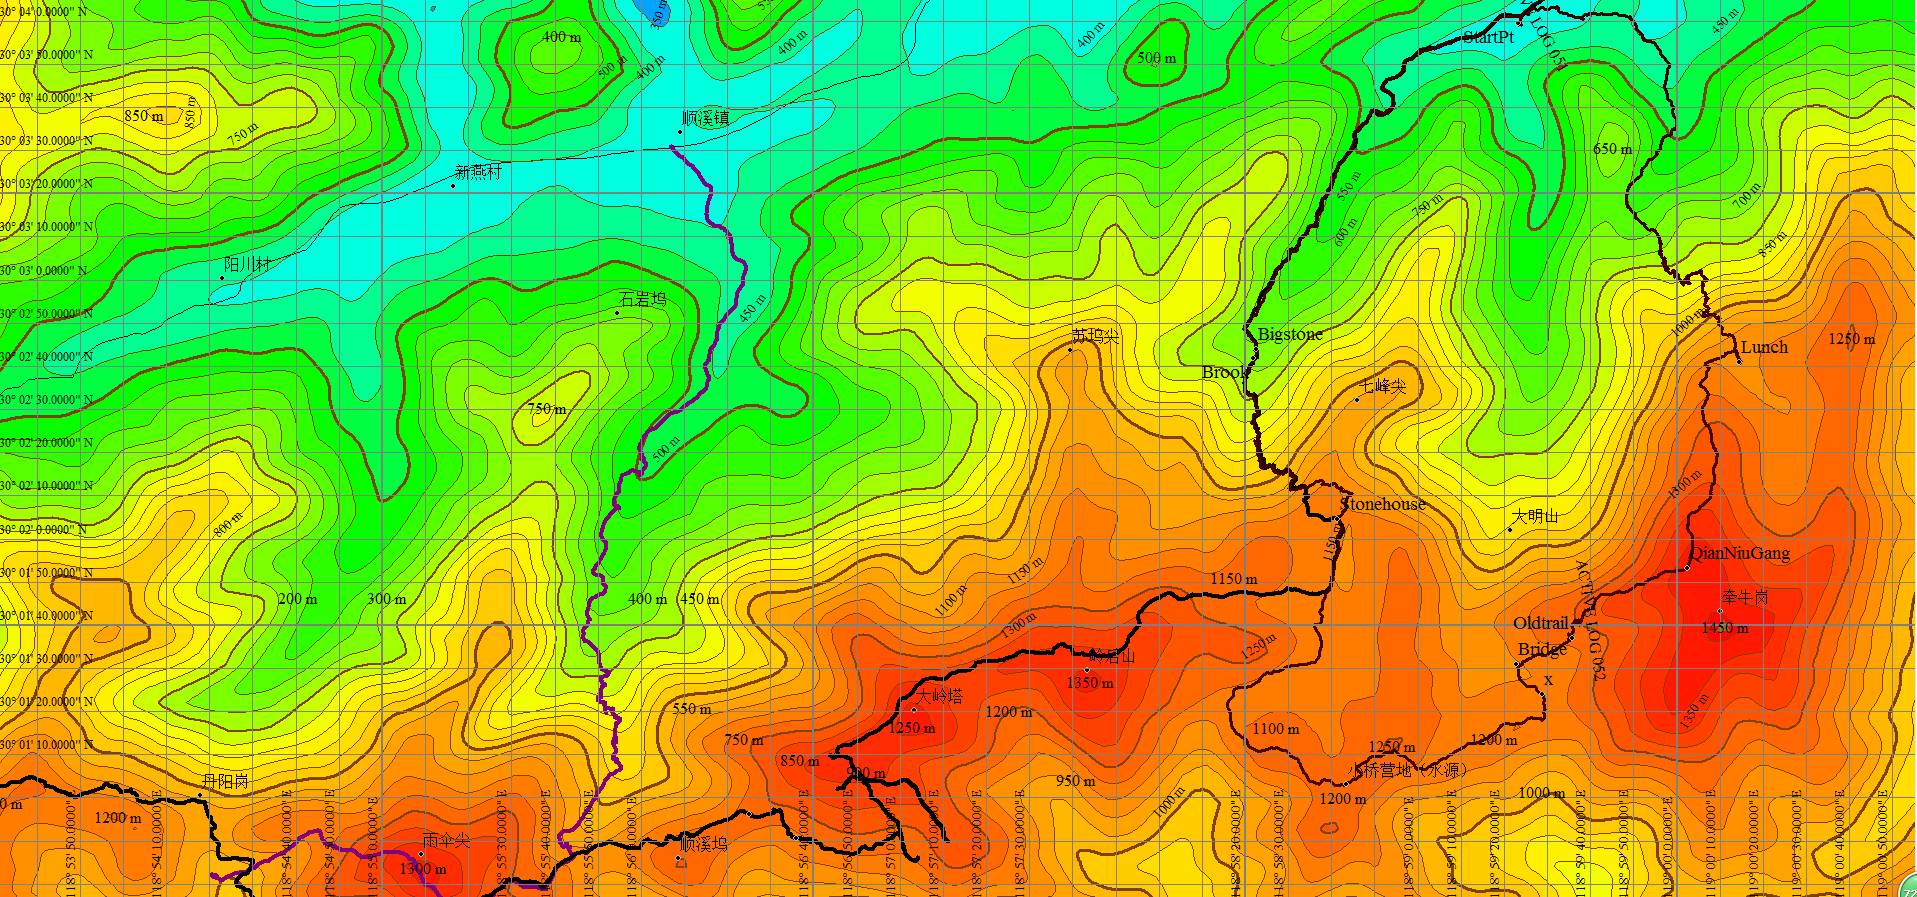 30° 04' 0.0000" N
350 m
400 m
400 m
450 m
StartPt
LOG 051
30° 03' 50.0000" N
400 m
500 m
400 m
500 m
30° 03' 40.0000" N
850 m
850 m
750 m
顺溪镇
30° 03' 30.0000" N
650 m
新燕村
30° 03' 20.0000" N
550 m
750 m
700 m
30° 03' 10.0000" N
600 m
850 m
阳川村
30° 03' 0.0000" N
石岩坞
30° 02' 50.0000" N
450 m
1000 m
苏坞尖
Bigstone
1250 m
Lunch
30° 02' 40.0000" N
Brook
七峰尖
30° 02' 30.0000" N
750 m
30° 02' 20.0000" N
500 m
30° 02' 10.0000" N
1300 m
Stonehouse
大明山
800 m
30° 02' 0.0000" N
1150 m
QianNiuGang
30° 01' 50.0000" N
1150 m
1150 m
200 m
300 m
400 m
450 m
1100 m
ACTIVE LOG 052
牵牛岗
30° 01' 40.0000" N
1300 m
Oldtrail
1450 m
1250 m
Bridge
30° 01' 30.0000" N
岭后山
1350 m
x
大岭塔
30° 01' 20.0000" N
550 m
1200 m
1350 m
1250 m
1100 m
30° 01' 10.0000" N
750 m
1250 m
1200 m
850 m
900 m
小桥营地（水源）
丹阳岗
950 m
1200 m
1000 m
1000 m
0 m
1200 m
雨伞尖
顺溪坞
1300 m
118° 53' 50.0000" E
118° 54' 10.0000" E
118° 54' 40.0000" E
118° 54' 50.0000" E
118° 55' 0.0000" E
118° 55' 30.0000" E
118° 55' 40.0000" E
118° 55' 50.0000" E
118° 56' 0.0000" E
118° 56' 40.0000" E
118° 56' 50.0000" E
118° 57' 0.0000" E
118° 57' 10.0000" E
118° 57' 20.0000" E
118° 57' 30.0000" E
118° 58' 20.0000" E
118° 58' 30.0000" E
118° 59' 0.0000" E
118° 59' 10.0000" E
118° 59' 20.0000" E
118° 59' 40.0000" E
118° 59' 50.0000" E
119° 00' 0.0000" E
119° 00' 10.0000" E
119° 00' 20.0000" E
119° 00' 30.0000" E
119° 00' 40.0000" E
119° 00' 50.0000" E
72